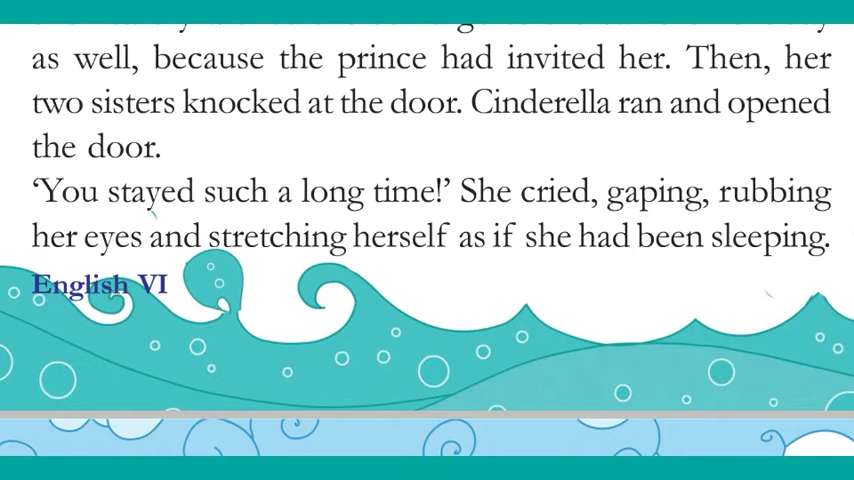 as well, because the prince had invited her. Then, her
two sisters knocked at the door. Cinderella ran and opened
the door.
‘You stayed such a long time!’ She cried, gaping, rubbing
her eyes and stretching herself as if she had been sleeping.
English VI